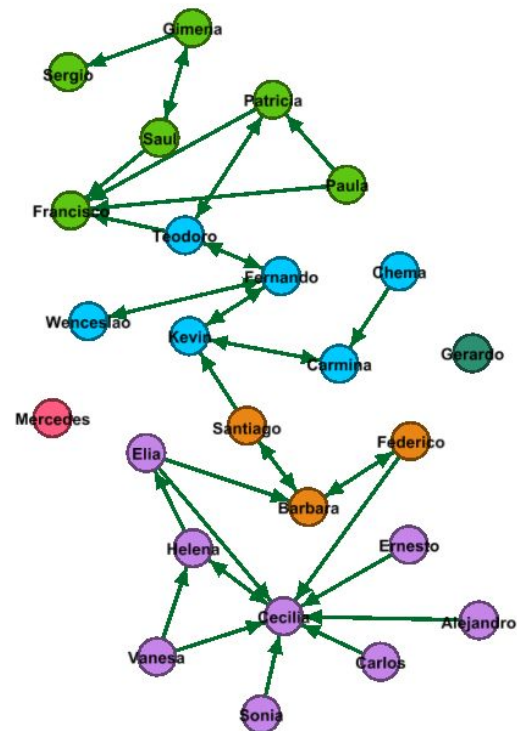 Gimena
Sergio
Patricia
Saul
Paula
Francisco
Teodoro
Fernando
Chema
Wenceslao
Kevin
Carmina
Gerardo
Mercedes
Santiago
Federico
Elia
Barbara
Helena
Ernesto
Cecilia
Alejandro
Vanesa
Carlos
Sonia